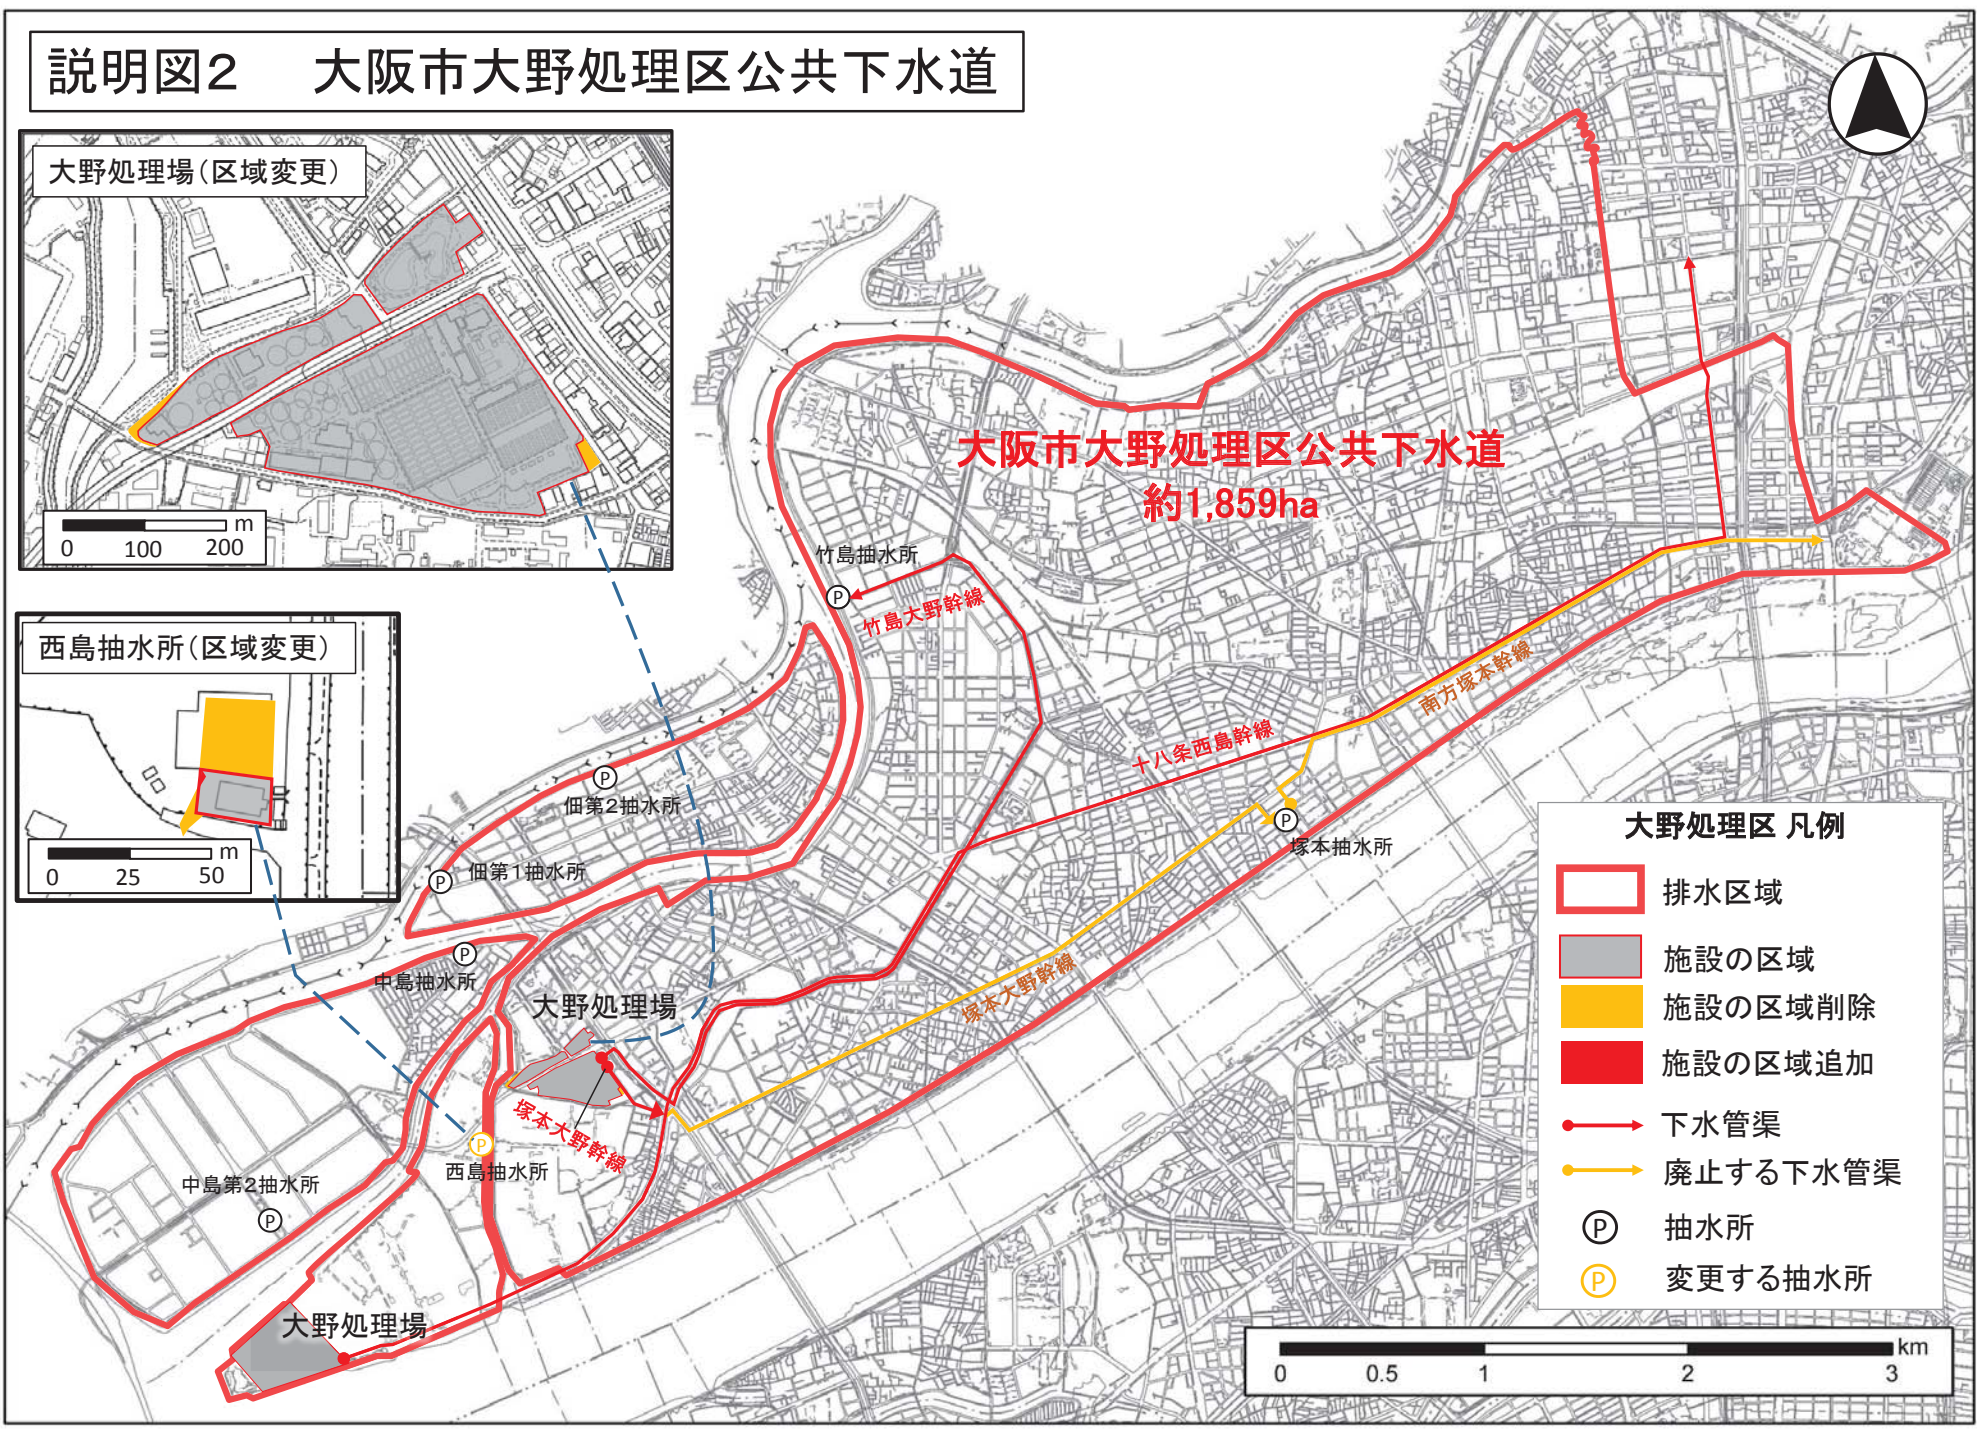 説明図2 大阪市大野処理区公共下水道
大野処理場(区域変更)
0 100 200 m
西島抽水所(区域変更)
0 25 50 m
大阪市大野処理区公共下水道
約1,859ha
竹島抽水所
P
竹島大野幹線
南方塚本幹線
十八条西島幹線
P
佃第2抽水所
P
塚本抽水所
P
佃第1抽水所
P
中島抽水所
塚本大野幹線
大野処理場
塚本大野幹線
P
西島抽水所
中島第2抽水所
P
大野処理場
大野処理区 凡例
排水区域
施設の区域
施設の区域削除
施設の区域追加
下水管渠
廃止する下水管渠
P 抽水所
P 変更する抽水所
0 0.5 1 2 3 km